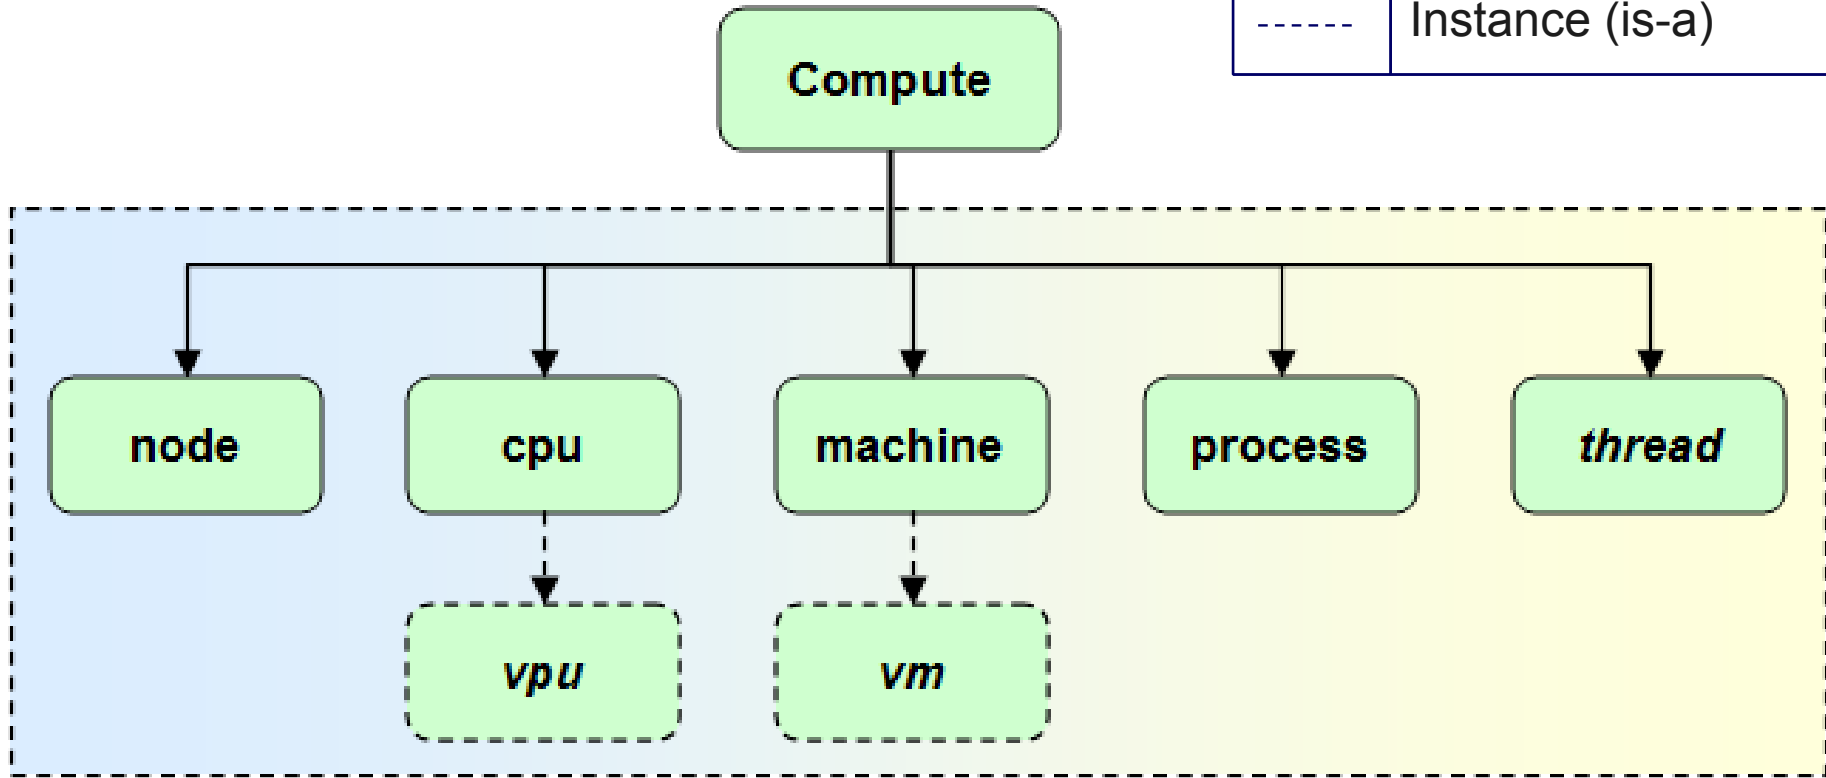 Instance (is-a)
Compute
node
cpu
machine
process
thread
vpu
vm